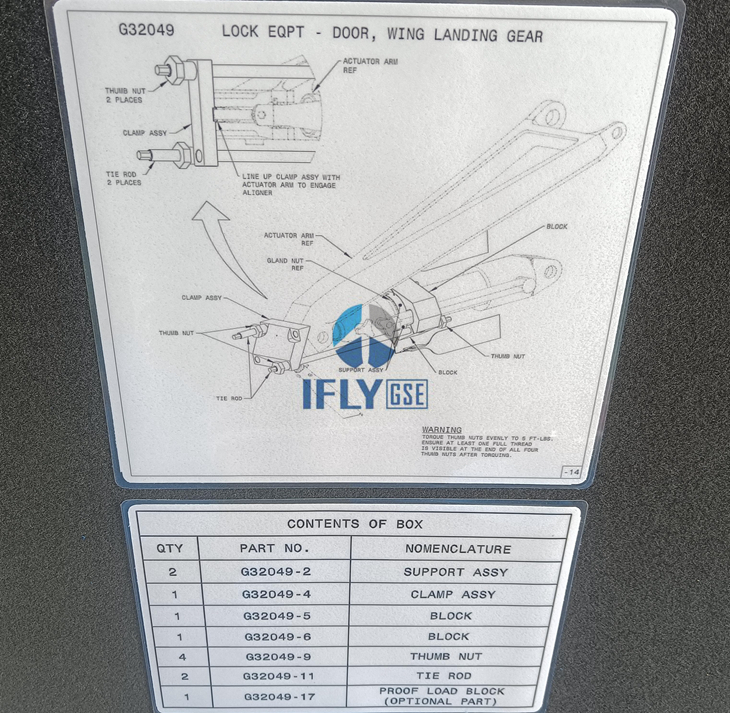 G32049 LOCK EQPT - DOOR, WING LANDING GEAR
ACTUATOR ARM
REF
THUMB NUT
2 PLACES
CLAMP ASSY
TIE ROD
2 PLACES
LINE UP CLAMP ASSY WITH
ACTUATOR ARM TO ENGAGE
ALIGNER
BLOCK
ACTUATOR ARM
REF
GLAND NUT
REF
CLAMP ASSY
THUMB NUT
THUMB NUT
SUPPORT ASSY
BLOCK
TIE ROD
IFLY GSE
WARNING
TORQUE THUMB NUTS EVENLY TO 5 FT-LBS.
ENSURE AT LEAST ONE FULL THREAD
IS VISIBLE AT THE END OF ALL FOUR
THUMB NUTS AFTER TORQUING.
-14
CONTENTS OF BOX
QTY PART NO. NOMENCLATURE
2 G32049-2 SUPPORT ASSY
1 G32049-4 CLAMP ASSY
1 G32049-5 BLOCK
1 G32049-6 BLOCK
4 G32049-9 THUMB NUT
2 G32049-11 TIE ROD
1 G32049-17 PROOF LOAD BLOCK
(OPTIONAL PART)